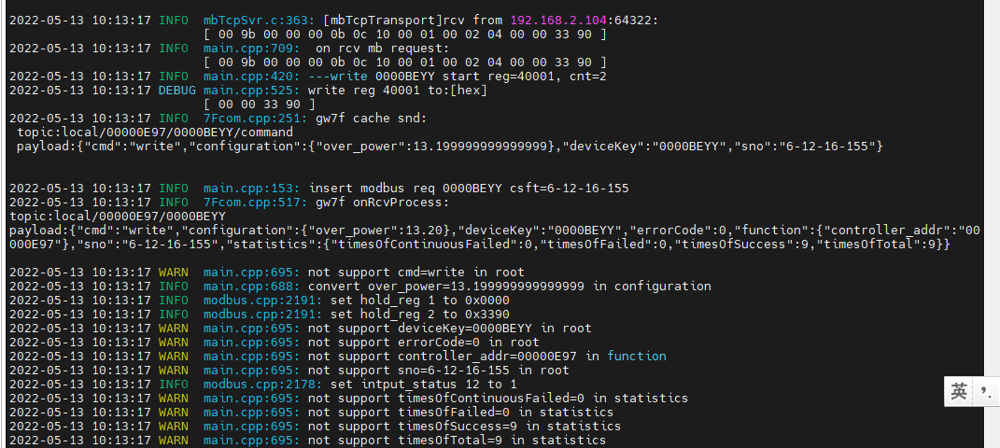 2022-05-13 10:13:17 INFO  mbTcpSvr.c:363: [mbTcpTransport]rcv from 192.168.2.104:64322:
[ 00 9b 00 00 00 0b 0c 10 00 01 00 02 04 00 00 33 90 ]
2022-05-13 10:13:17 INFO  main.cpp:709:  on rcv mb request:
[ 00 9b 00 00 00 0b 0c 10 00 01 00 02 04 00 00 33 90 ]
2022-05-13 10:13:17 INFO  main.cpp:420: ---write 0000BEYY start reg=40001, cnt=2
2022-05-13 10:13:17 DEBUG main.cpp:525: write reg 40001 to:[hex]
[ 00 00 33 90 ]
2022-05-13 10:13:17 INFO  7Fcom.cpp:251: gw7f cache snd:
topic:local/00000E97/0000BEYY/command
payload:{"cmd":"write","configuration":{"over_power":13.199999999999999},"deviceKey":"0000BEYY","sno":"6-12-16-155"}
2022-05-13 10:13:17 INFO  main.cpp:153: insert modbus req 0000BEYY csft=6-12-16-155
2022-05-13 10:13:17 INFO  7Fcom.cpp:517: gw7f onRcvProcess:
topic:local/00000E97/0000BEYY
payload:{"cmd":"write","configuration":{"over_power":13.20},"deviceKey":"0000BEYY","errorCode":0,"function":{"controller_addr":"00
000E97"},"sno":"6-12-16-155","statistics":{"timesOfContinuousFailed":0,"timesOfFailed":0,"timesOfSuccess":9,"timesOfTotal":9}}
2022-05-13 10:13:17 WARN  main.cpp:695: not support cmd=write in root
2022-05-13 10:13:17 INFO  main.cpp:688: convert over_power=13.199999999999999 in configuration
2022-05-13 10:13:17 INFO  modbus.cpp:2191: set hold_reg 1 to 0x0000
2022-05-13 10:13:17 INFO  modbus.cpp:2191: set hold_reg 2 to 0x3390
2022-05-13 10:13:17 WARN  main.cpp:695: not support deviceKey=0000BEYY in root
2022-05-13 10:13:17 WARN  main.cpp:695: not support errorCode=0 in root
2022-05-13 10:13:17 WARN  main.cpp:695: not support controller_addr=00000E97 in function
2022-05-13 10:13:17 WARN  main.cpp:695: not support sno=6-12-16-155 in root
2022-05-13 10:13:17 INFO  modbus.cpp:2178: set intput_status 12 to 1
2022-05-13 10:13:17 WARN  main.cpp:695: not support timesOfContinuousFailed=0 in statistics
2022-05-13 10:13:17 WARN  main.cpp:695: not support timesOfFailed=0 in statistics
2022-05-13 10:13:17 WARN  main.cpp:695: not support timesOfSuccess=9 in statistics
2022-05-13 10:13:17 WARN  main.cpp:695: not support timesOfTotal=9 in statistics
英 ,.